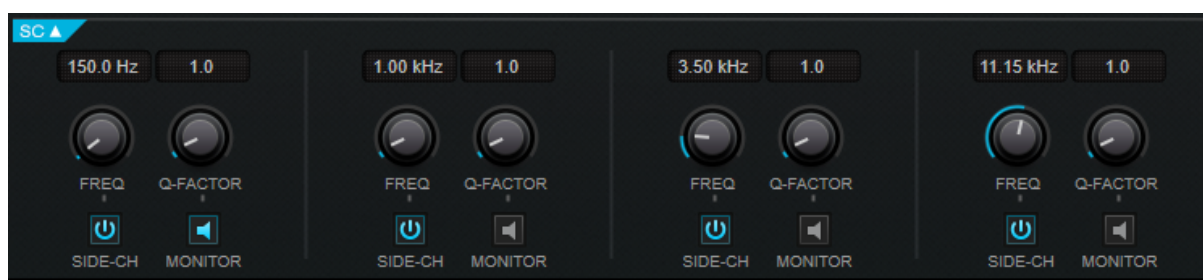 SC
150.0 Hz 1.0 1.00 kHz 1.0 3.50 kHz 1.0 11.15 kHz 1.0
FREQ Q-FACTOR FREQ Q-FACTOR FREQ Q-FACTOR FREQ Q-FACTOR
SIDE-CH MONITOR SIDE-CH MONITOR SIDE-CH MONITOR SIDE-CH MONITOR